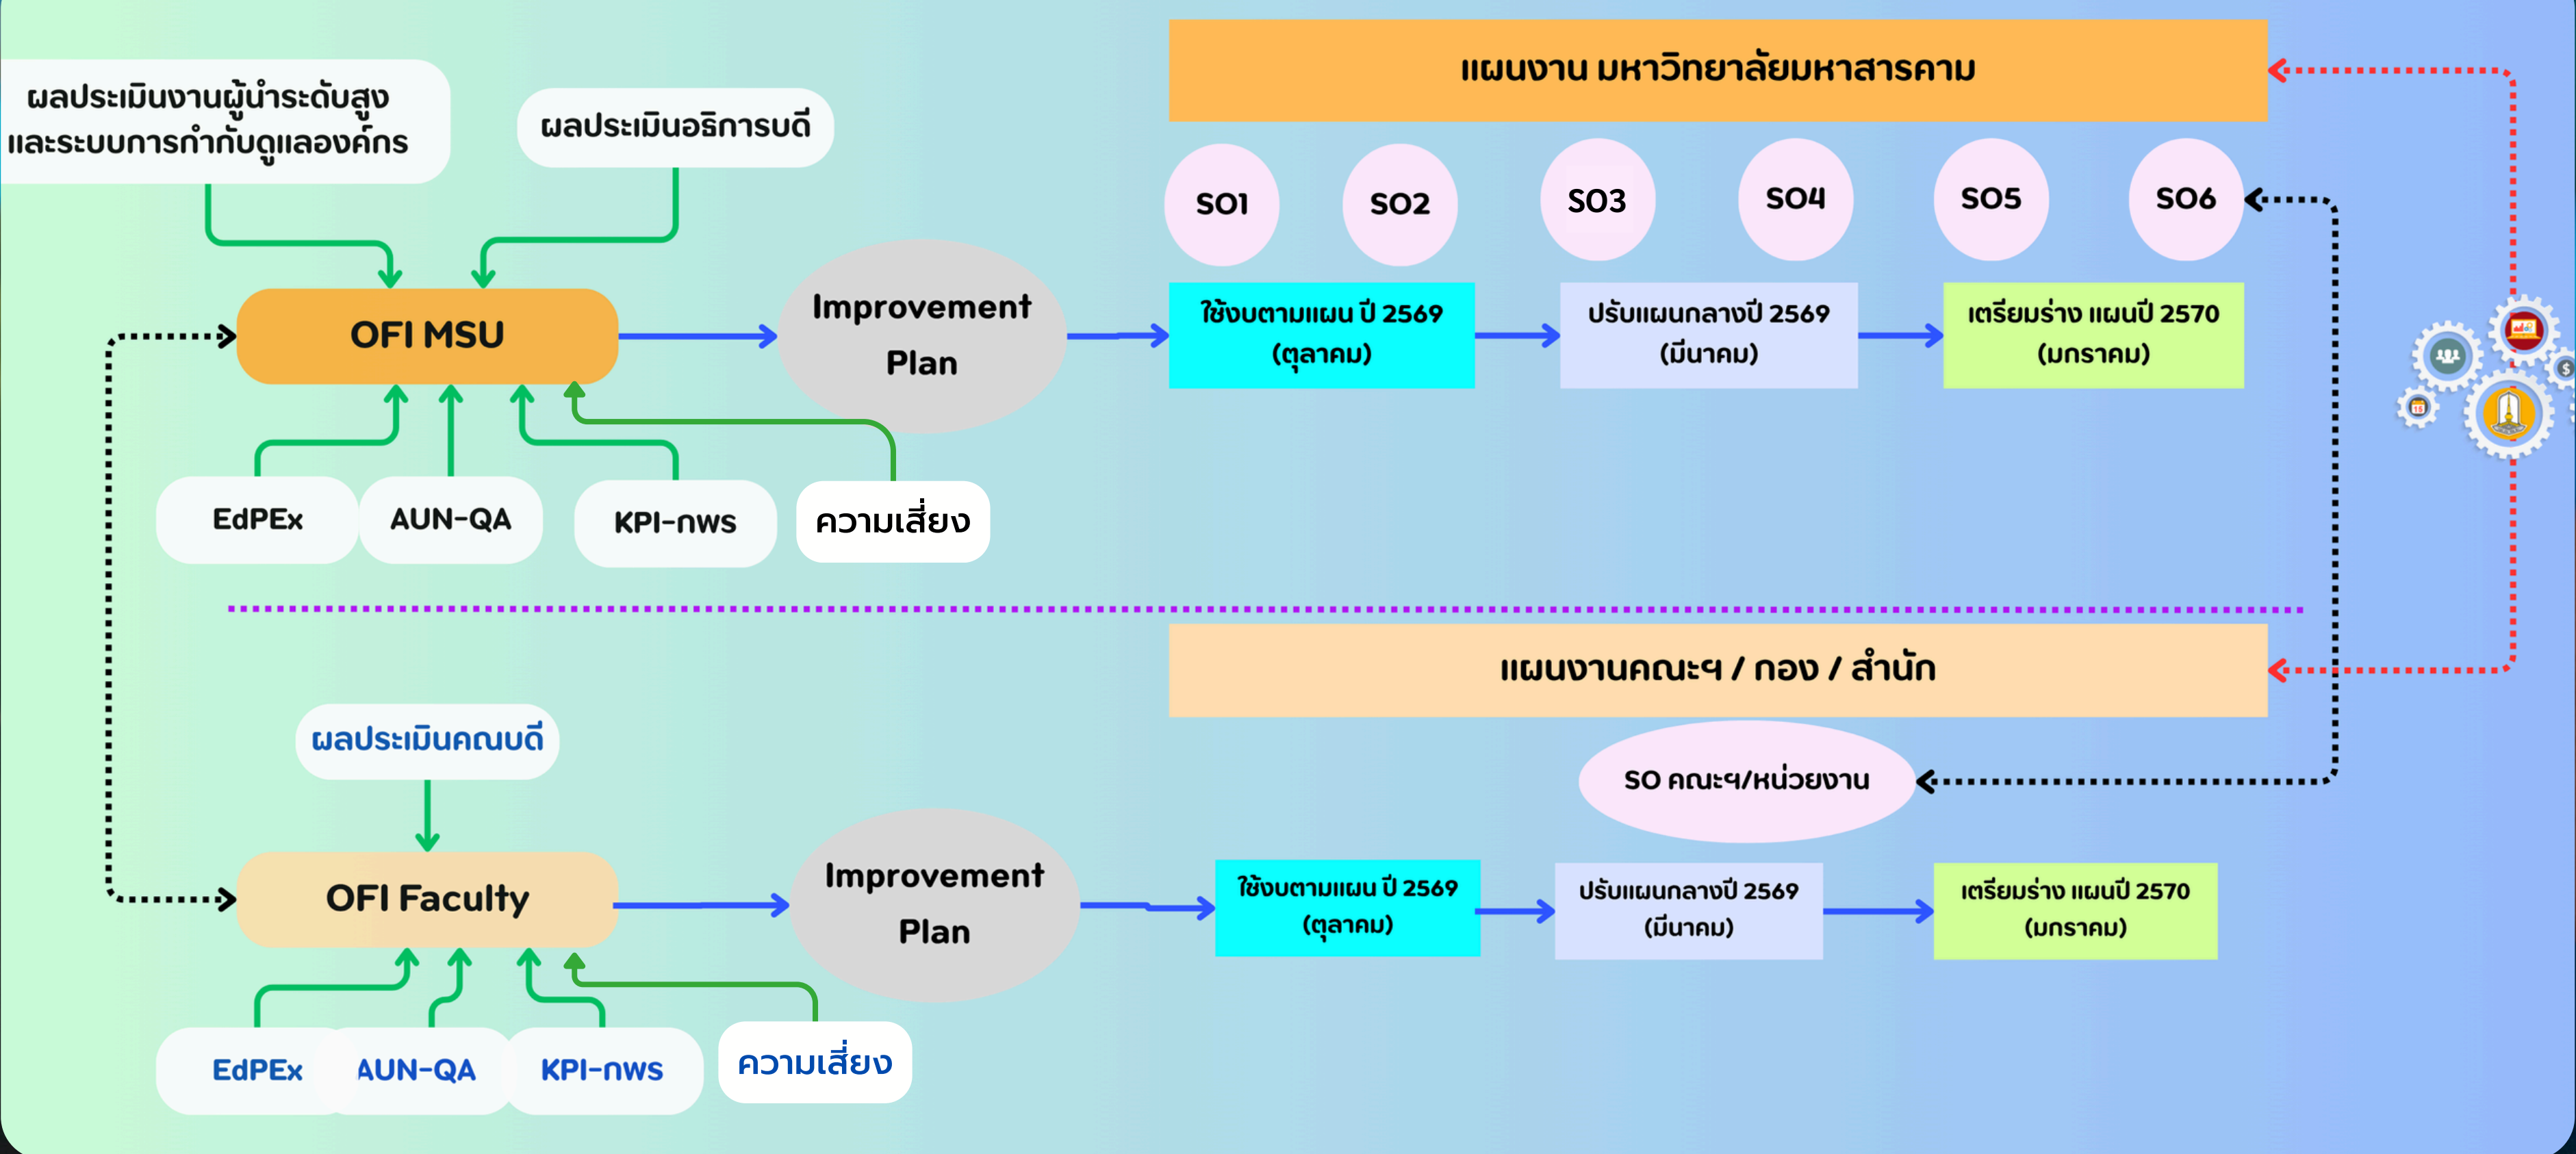 แผนงาน มหาวิทยาลัยมหาสารคาม
ผลประเมินงานผู้นำระดับสูง
และระบบการกำกับดูแลองค์กร
ผลประเมินอธิการบดี
SO1
SO2
SO3
SO4
SO5
SO6
OFI MSU
Improvement
Plan
ใช้งบตามแผน ปี 2569
(ตุลาคม)
ปรับแผนกลางปี 2569
(มีนาคม)
เตรียมร่าง แผนปี 2570
(มกราคม)
15
$
EdPEx
AUN-QA
KPI-กพร
ความเสี่ยง
แผนงานคณะฯ / กอง / สำนัก
ผลประเมินคณบดี
SO คณะฯ/หน่วยงาน
OFI Faculty
Improvement
Plan
ใช้งบตามแผน ปี 2569
(ตุลาคม)
ปรับแผนกลางปี 2569
(มีนาคม)
เตรียมร่าง แผนปี 2570
(มกราคม)
EdPEx
AUN-QA
KPI-กพร
ความเสี่ยง